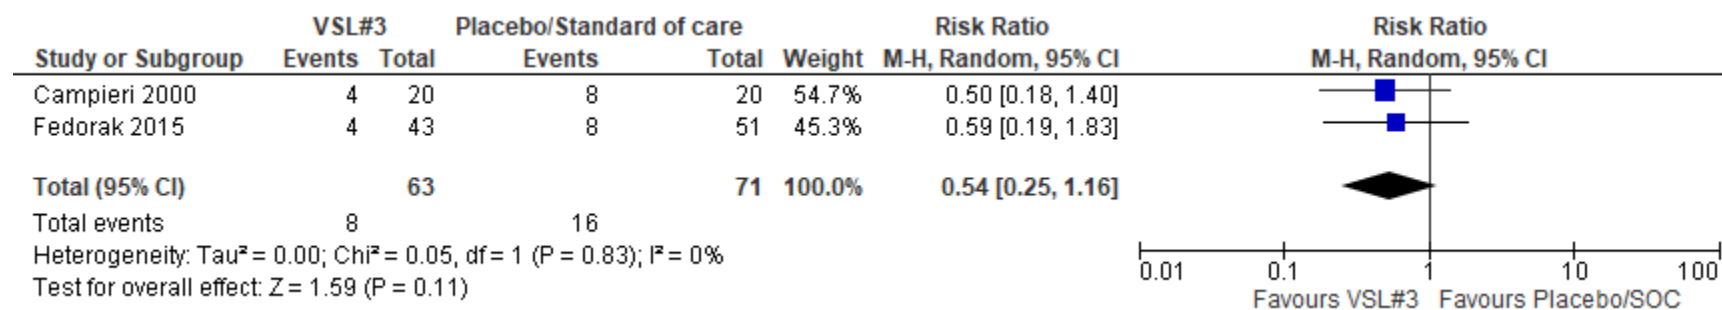 VSL#3 Placebo/Standard of care Risk Ratio Risk Ratio
Study or Subgroup Events Total Events Total Weight M-H, Random, 95% CI M-H, Random, 95% CI
Campieri 2000 4 20 8 20 54.7% 0.50 [0.18, 1.40]
Fedorak 2015 4 43 8 51 45.3% 0.59 [0.19, 1.83]
Total (95% CI) 63 71 100.0% 0.54 [0.25, 1.16]
Total events 8 16
Heterogeneity: Tau² = 0.00; Chi² = 0.05, df = 1 (P = 0.83); I² = 0%
Test for overall effect: Z = 1.59 (P = 0.11)
0.01 0.1 1 10 100
Favours VSL#3 Favours Placebo/SOC